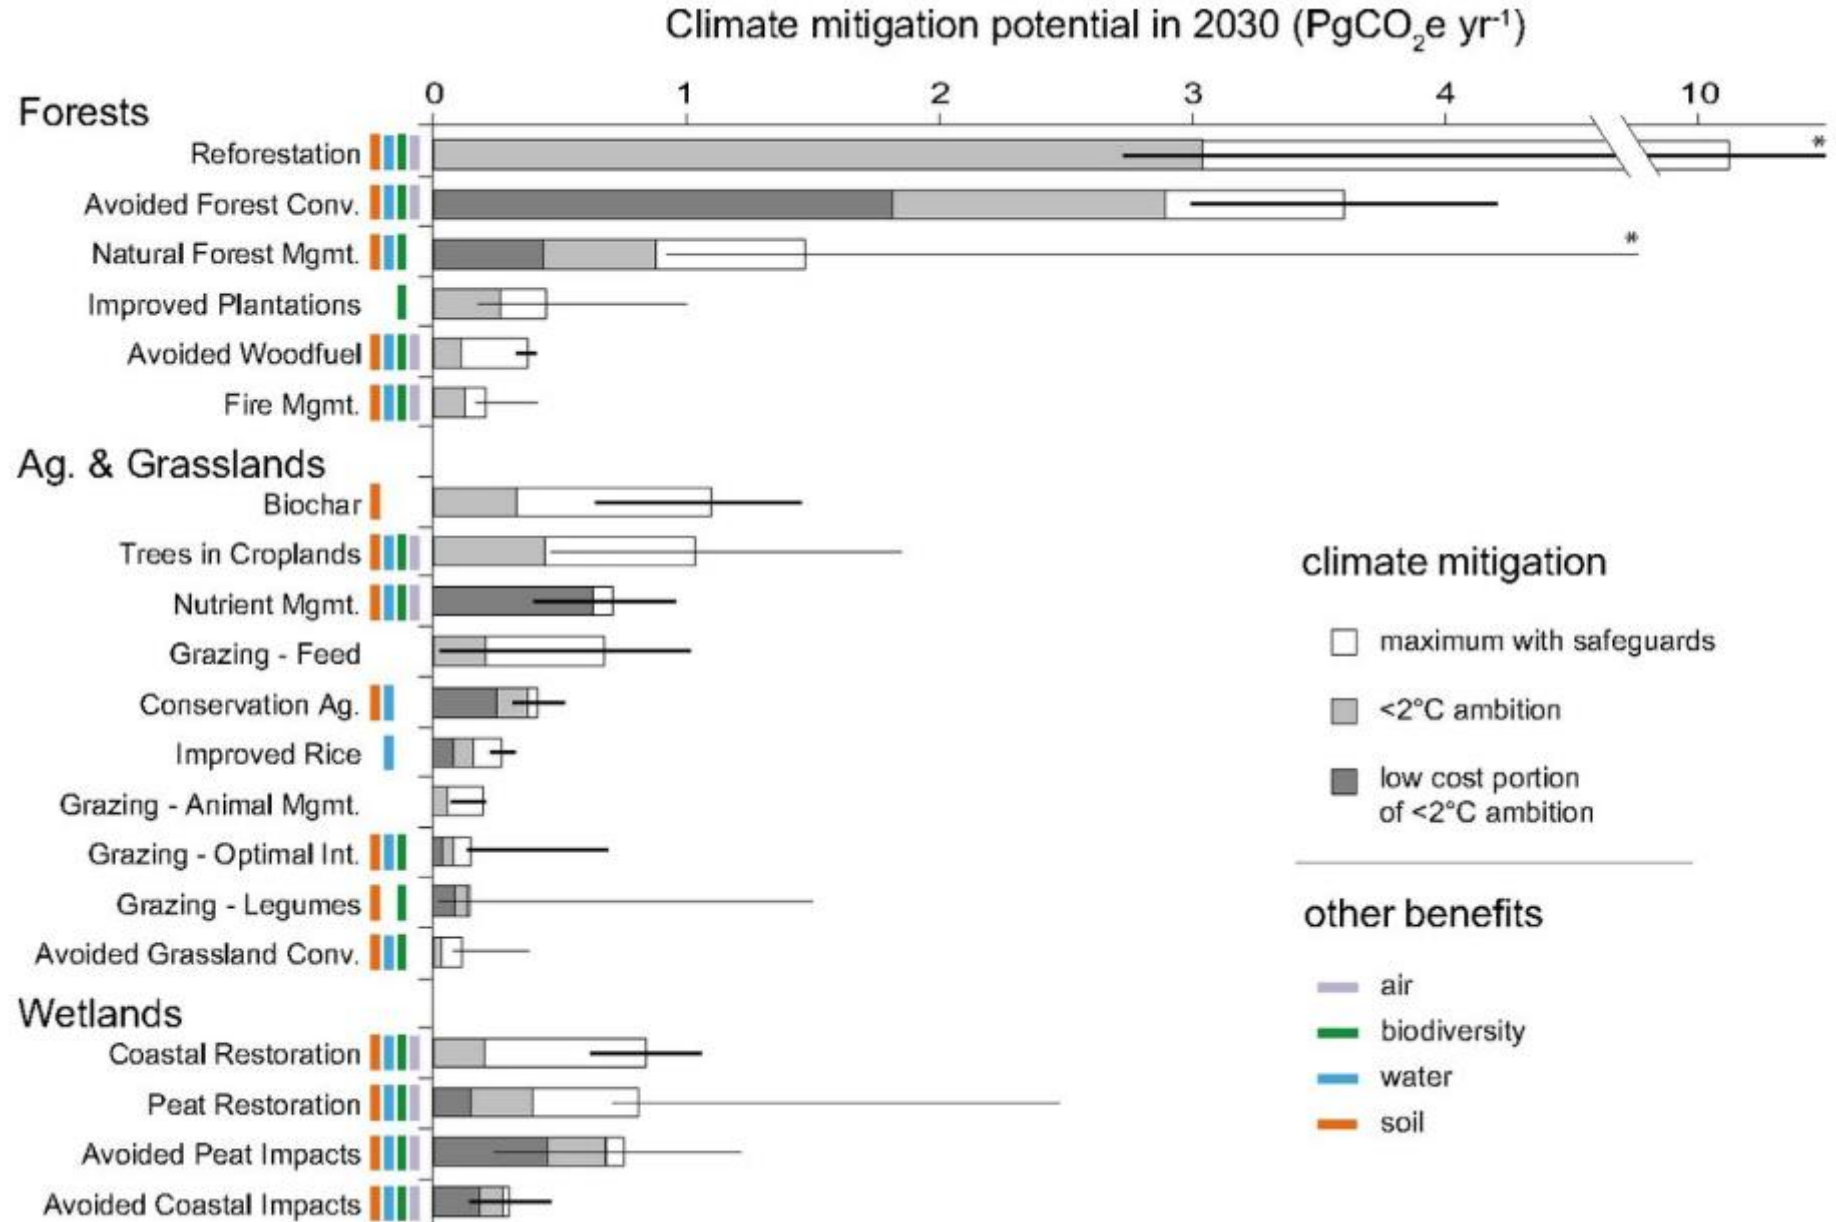 Climate mitigation potential in 2030 (PgCO₂e yr⁻¹)
0 1 2 3 4 10
Forests
Reforestation
*
Avoided Forest Conv.
Natural Forest Mgmt.
*
Improved Plantations
Avoided Woodfuel
Fire Mgmt.
Ag. & Grasslands
Biochar
Trees in Croplands
Nutrient Mgmt.
Grazing - Feed
Conservation Ag.
Improved Rice
Grazing - Animal Mgmt.
Grazing - Optimal Int.
Grazing - Legumes
Avoided Grassland Conv.
Wetlands
Coastal Restoration
Peat Restoration
Avoided Peat Impacts
Avoided Coastal Impacts
climate mitigation
maximum with safeguards
<2°C ambition
low cost portion
of <2°C ambition
other benefits
air
biodiversity
water
soil